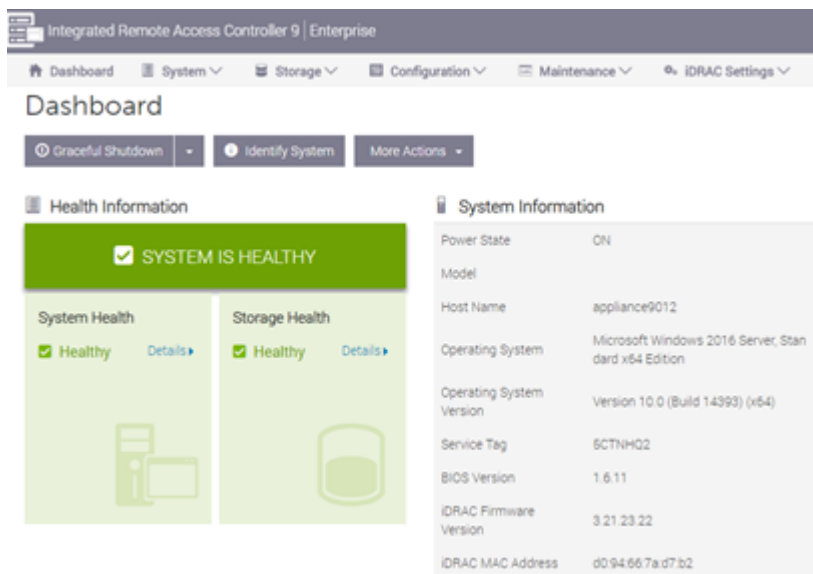 Integrated Remote Access Controller 9 | Enterprise
Dashboard System Storage Configuration Maintenance iDRAC Settings
Dashboard
Graceful Shutdown Identify System More Actions
Health Information
SYSTEM IS HEALTHY
System Health
Healthy Details
Storage Health
Healthy Details
System Information
Power State ON
Model
Host Name appliance9012
Operating System Microsoft Windows 2016 Server, Stan
dard x64 Edition
Operating System
Version Version 10.0 (Build 14393) (x64)
Service Tag 5CTNHQ2
BIOS Version 1.6.11
iDRAC Firmware
Version 3.21.23.22
iDRAC MAC Address d0:94:66:7a:d7:b2